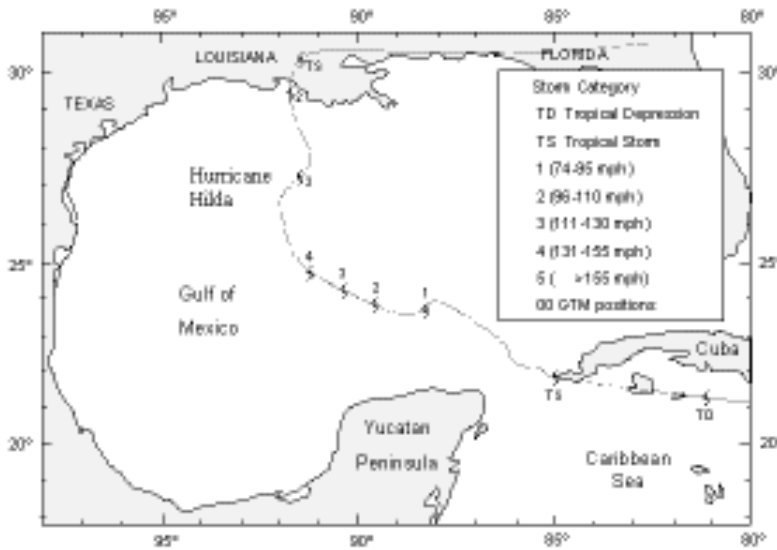 95° 90° 85° 80°
LOUISIANA
TS
FLORIDA
30° 30°
TEXAS
2
Storm Category
TD Tropical Depression
TS Tropical Storm
1 (74-95 mph)
2 (96-110 mph)
3 (111-130 mph)
4 (131-155 mph)
5 ( >155 mph)
00 GTM positions
Hurricane
Hilda
3
4 3 2 1
25° 25°
Gulf of
Mexico
Cuba
TS
TD
20° 20°
Yucatan
Peninsula
Caribbean
Sea
95° 90° 85° 80°